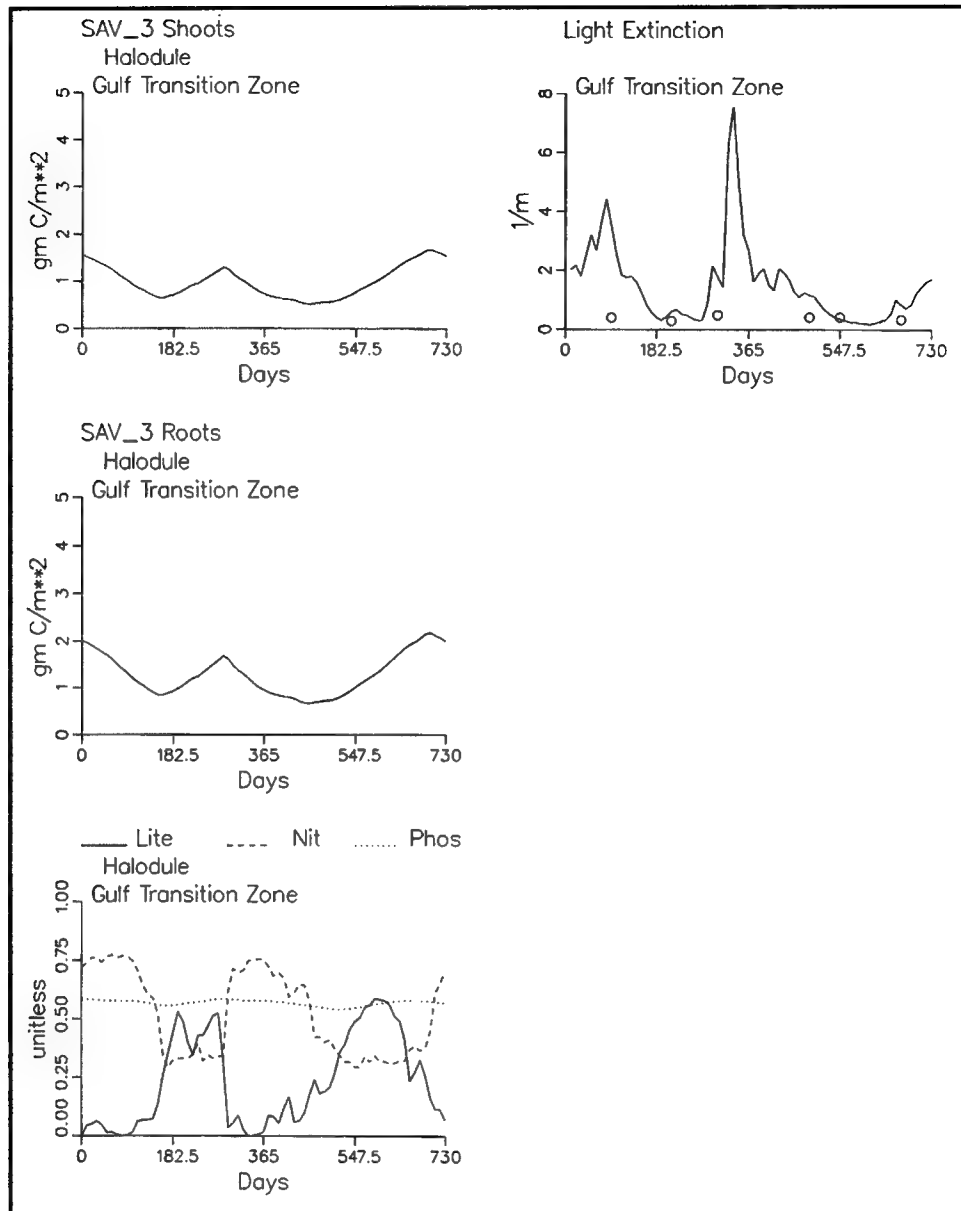 SAV_3 Shoots
Halodule
Gulf Transition Zone
5
4
3
2
1
0
gm C/m**2
0 182.5 365 547.5 730
Days
Light Extinction
Gulf Transition Zone
8
6
4
2
0
1/m
0 182.5 365 547.5 730
Days
SAV_3 Roots
Halodule
Gulf Transition Zone
5
4
3
2
1
0
gm C/m**2
0 182.5 365 547.5 730
Days
Lite Nit Phos
Halodule
Gulf Transition Zone
1.00
0.75
0.50
0.25
0.00
unitless
0 182.5 365 547.5 730
Days